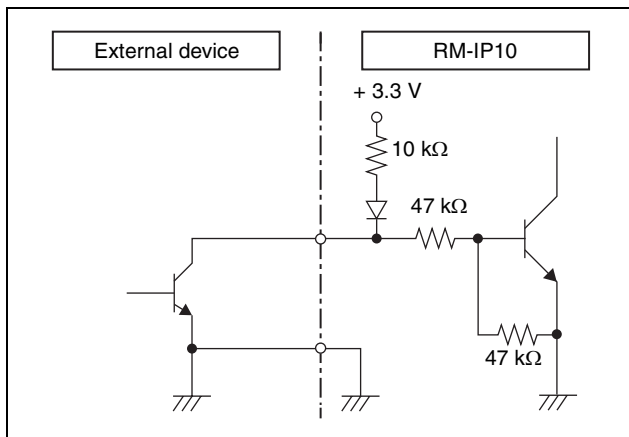 External device
RM-IP10
+ 3.3 V
10 kΩ
47 kΩ
47 kΩ